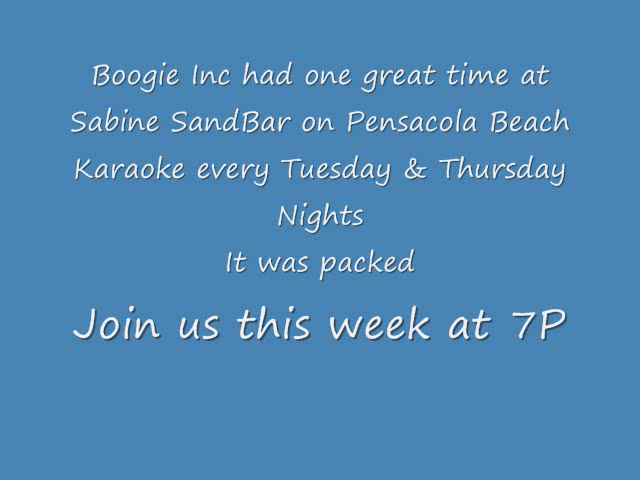 Boogie Inc had one great time at
Sabine SandBar on Pensacola Beach
Karaoke every Tuesday & Thursday
Nights
It was packed
Join us this week at 7P